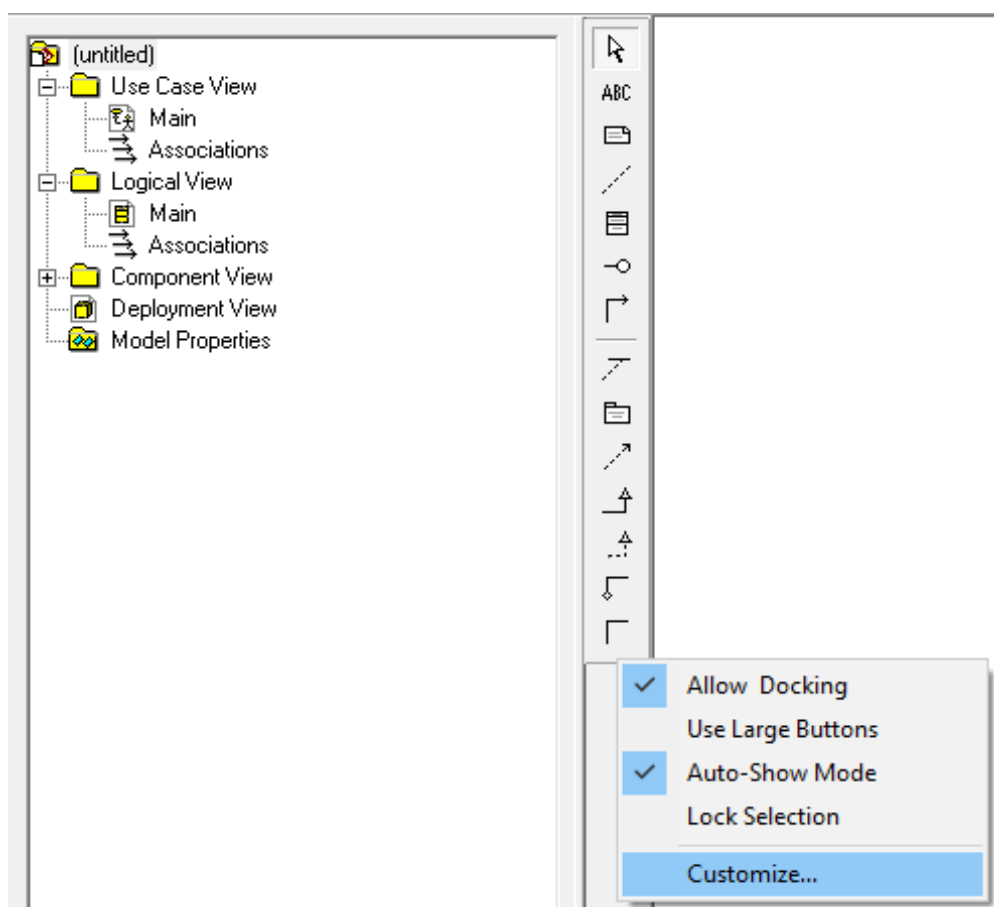 (untitled)
Use Case View
Main
Associations
Logical View
Main
Associations
Component View
Deployment View
Model Properties
ABC
Allow  Docking
Use Large Buttons
Auto-Show Mode
Lock Selection
Customize...